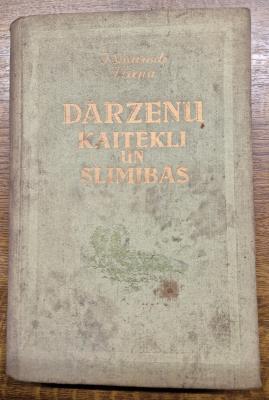 DĀRZEŅU
KAITĒKĻI
UN
SLIMĪBAS